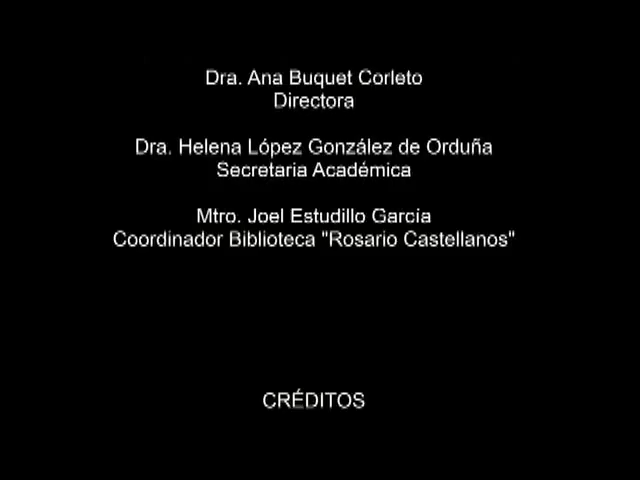 Dra. Ana Buquet Corleto
Directora
Dra. Helena López González de Orduña
Secretaria Académica
Mtro. Joel Estudillo García
Coordinador Biblioteca "Rosario Castellanos"
CRÉDITOS